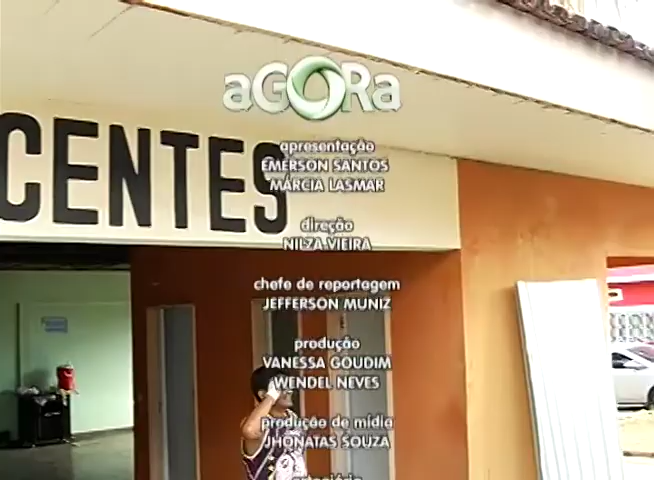 aGORa
CENTES
apresentação
EMERSON SANTOS
MÁRCIA LASMAR
direção
NILZA VIEIRA
chefe de reportagem
JEFFERSON MUNIZ
produção
VANESSA GOUDIM
WENDEL NEVES
produção de mídia
JHONATAS SOUZA